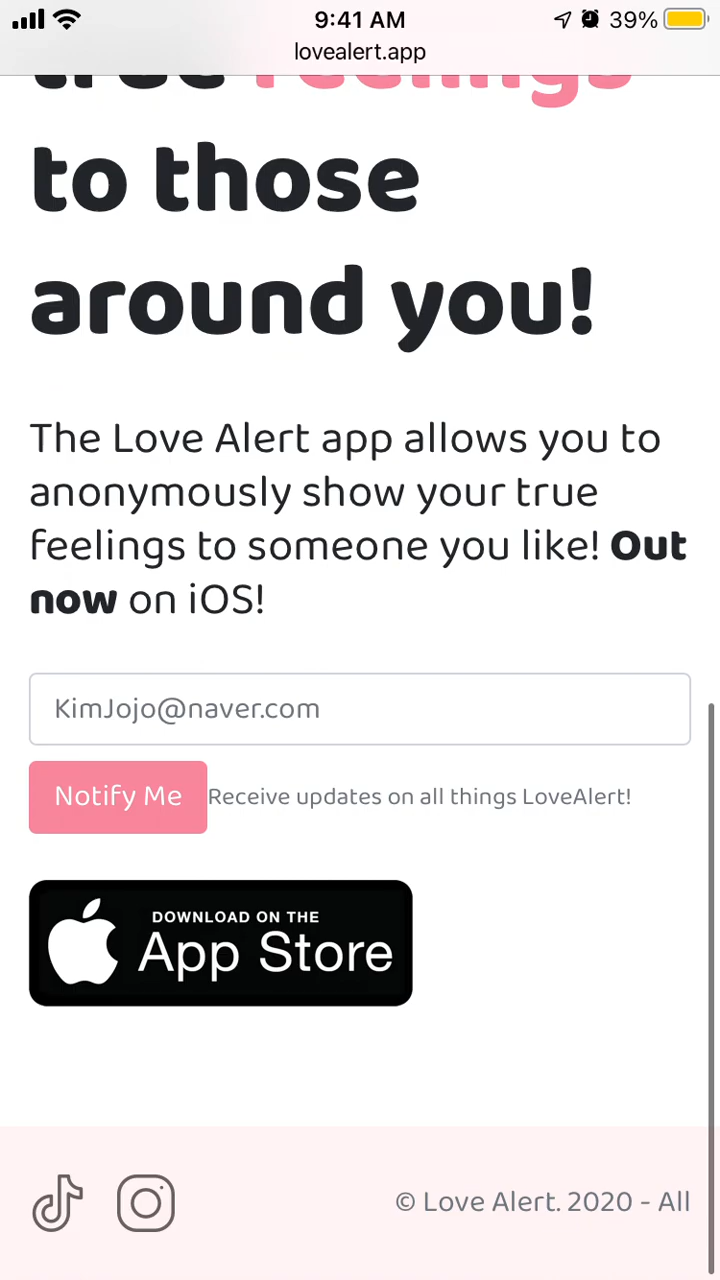 9:41 AM
39%
lovealert.app
true feelings
to those
around you!
The Love Alert app allows you to
anonymously show your true
feelings to someone you like! Out
now on iOS!
KimJojo@naver.com
Notify Me
Receive updates on all things LoveAlert!
DOWNLOAD ON THE
App Store
© Love Alert. 2020 - All